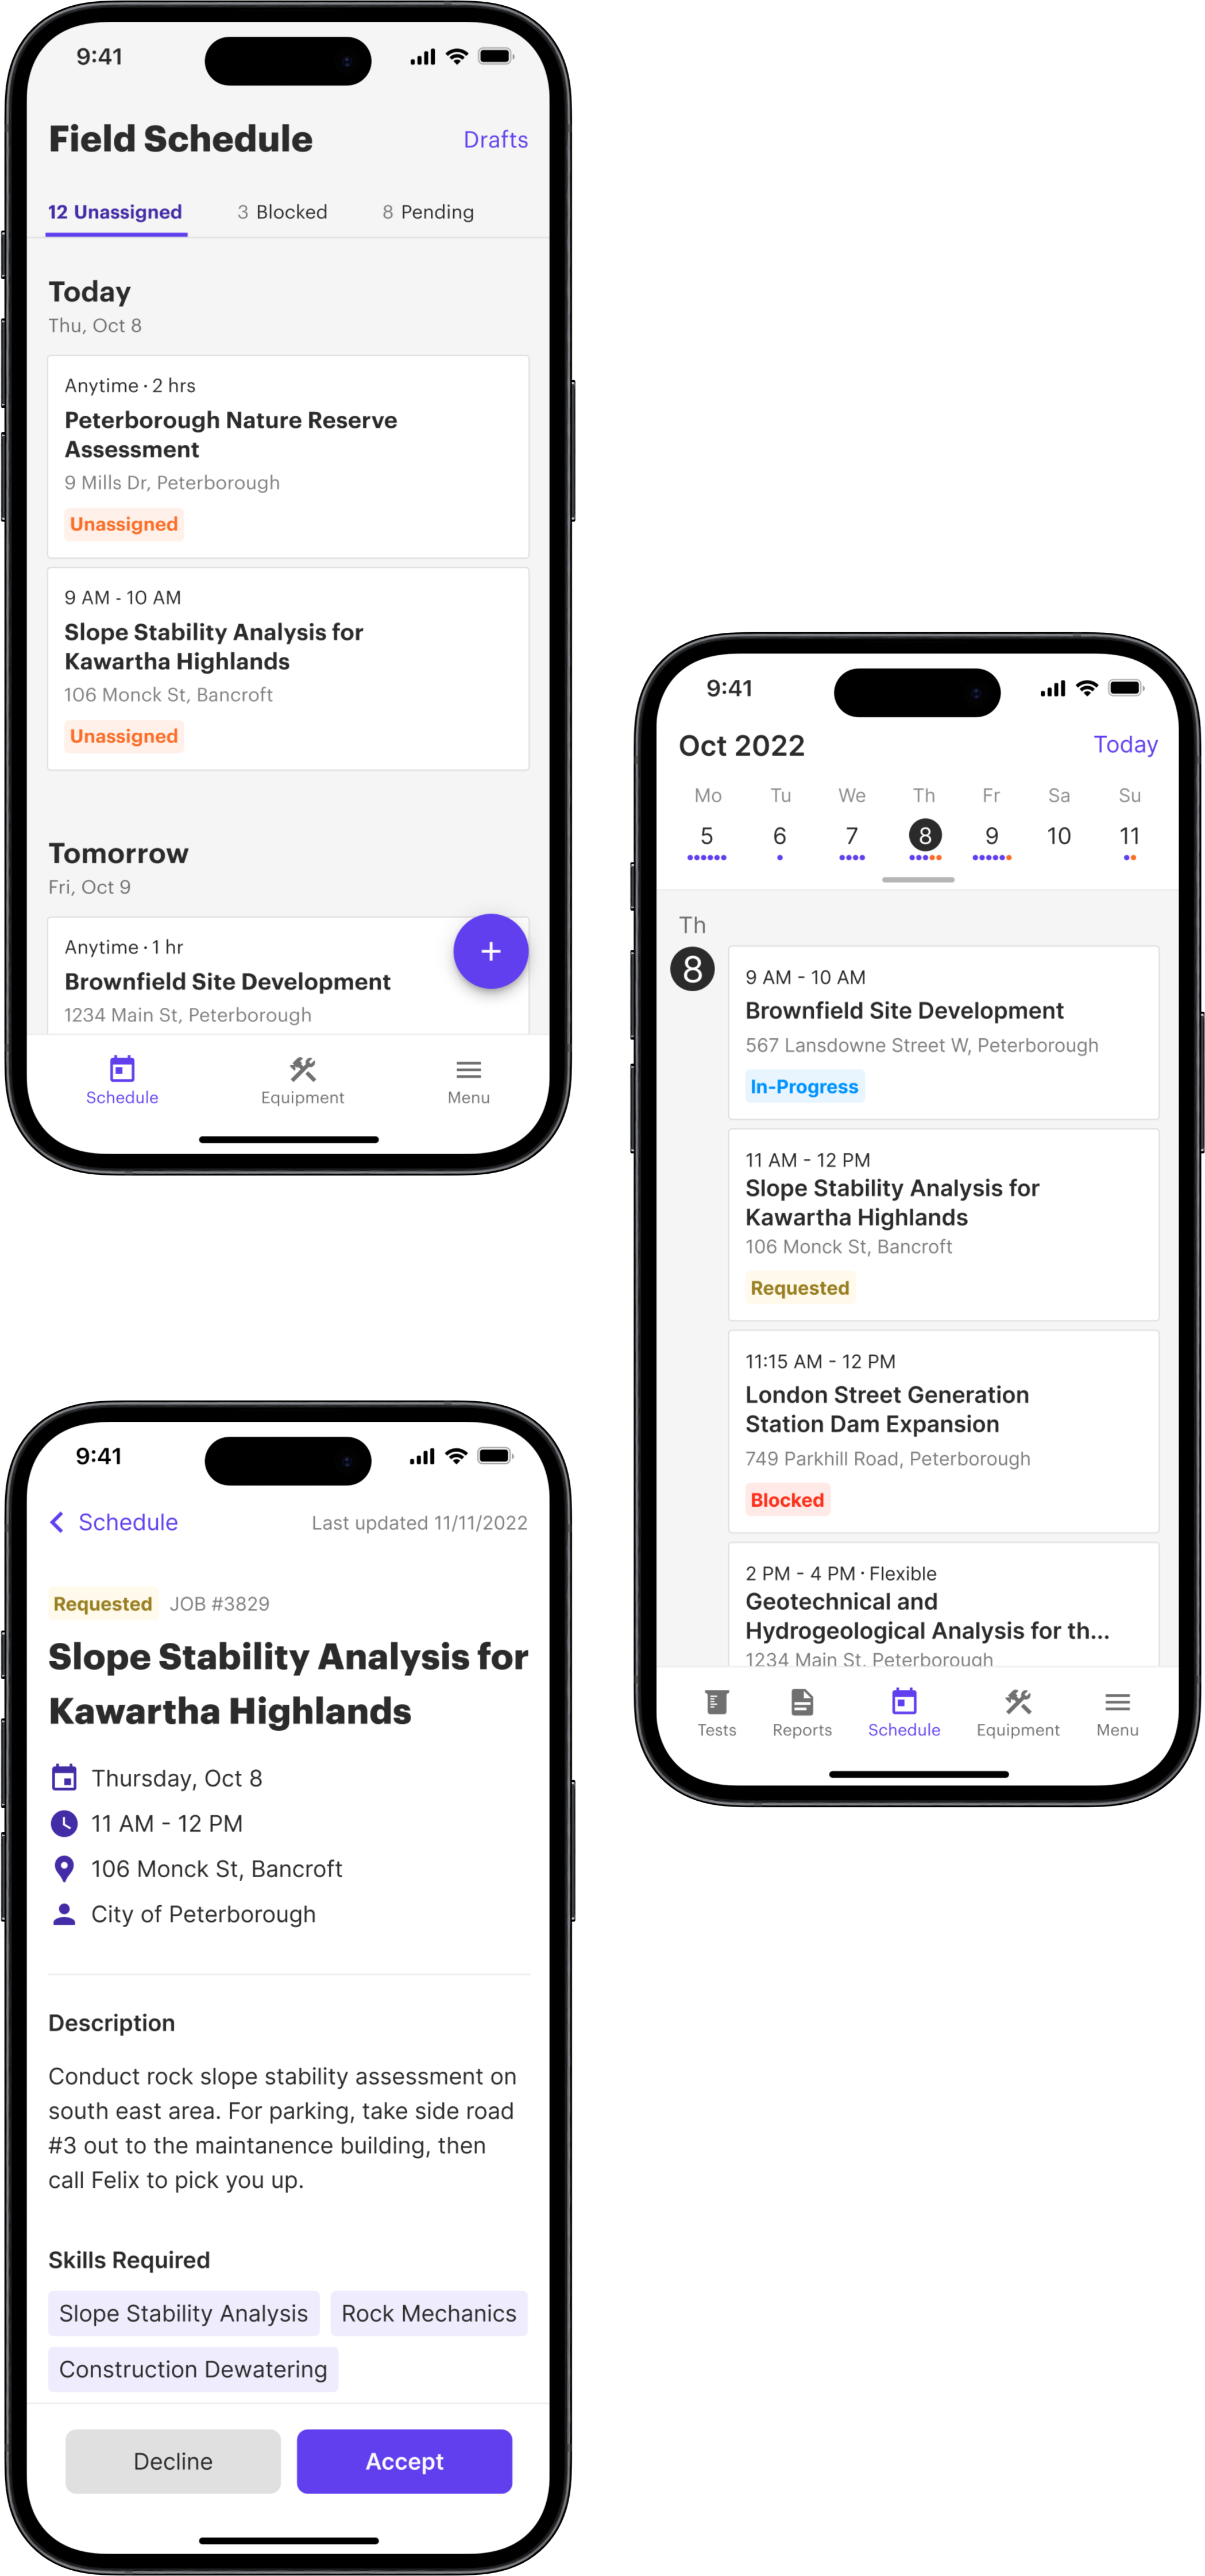 9:41
Field Schedule
Drafts
12 Unassigned
3 Blocked
8 Pending
Today
Thu, Oct 8
Anytime · 2 hrs
Peterborough Nature Reserve
Assessment
9 Mills Dr, Peterborough
Unassigned
9 AM - 10 AM
Slope Stability Analysis for
Kawartha Highlands
106 Monck St, Bancroft
Unassigned
Tomorrow
Fri, Oct 9
Anytime · 1 hr
Brownfield Site Development
1234 Main St, Peterborough
+
Schedule
Equipment
Menu
9:41
Oct 2022
Today
Mo Tu We Th Fr Sa Su
5 6 7 8 9 10 11
Th
8
9 AM - 10 AM
Brownfield Site Development
567 Lansdowne Street W, Peterborough
In-Progress
11 AM - 12 PM
Slope Stability Analysis for
Kawartha Highlands
106 Monck St, Bancroft
Requested
11:15 AM - 12 PM
London Street Generation
Station Dam Expansion
749 Parkhill Road, Peterborough
Blocked
2 PM - 4 PM · Flexible
Geotechnical and
Hydrogeological Analysis for th...
1234 Main St, Peterborough
Tests
Reports
Schedule
Equipment
Menu
9:41
Schedule
Last updated 11/11/2022
Requested
JOB #3829
Slope Stability Analysis for
Kawartha Highlands
Thursday, Oct 8
11 AM - 12 PM
106 Monck St, Bancroft
City of Peterborough
Description
Conduct rock slope stability assessment on
south east area. For parking, take side road
#3 out to the maintanence building, then
call Felix to pick you up.
Skills Required
Slope Stability Analysis
Rock Mechanics
Construction Dewatering
Decline
Accept